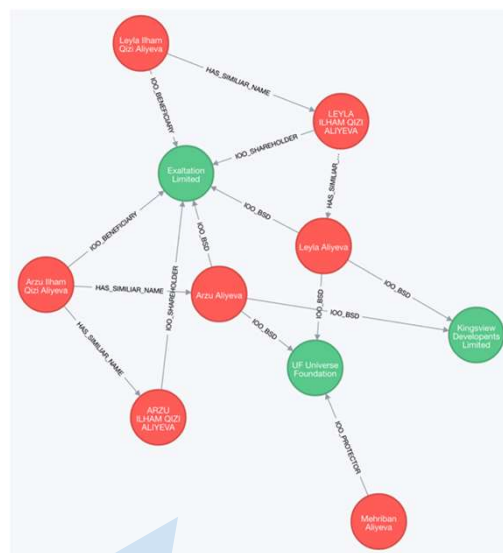 Leyla Ilham
Qizi Aliyeva
HAS_SIMILIAR_NAME
IOO_BENEFICIARY
LEYLA
ILHAM QIZI
ALIYEVA
IOO_SHAREHOLDER
HAS_SIMILIAR_...
Exaltation
Limited
IOO_BENEFICIARY
IOO_BSD
IOO_BSD
Leyla Aliyeva
IOO_BSD
IOO_BSD
Arzu Ilham
Qizi Aliyeva
HAS_SIMILIAR_NAME
Arzu Aliyeva
IOO_SHAREHOLDER
IOO_BSD
IOO_BSD
Kingsview
Developents
Limited
HAS_SIMILIAR_NAME
UF Universe
Foundation
ARZU
ILHAM QIZI
ALIYEVA
IOO_PROTECTOR
Mehriban
Aliyeva